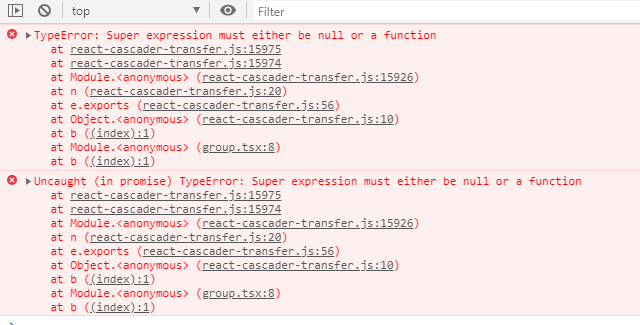 top
Filter
TypeError: Super expression must either be null or a function
at react-cascader-transfer.js:15975
at react-cascader-transfer.js:15974
at Module.<anonymous> (react-cascader-transfer.js:15926)
at n (react-cascader-transfer.js:20)
at e.exports (react-cascader-transfer.js:56)
at Object.<anonymous> (react-cascader-transfer.js:10)
at b ((index):1)
at Module.<anonymous> (group.tsx:8)
at b ((index):1)
Uncaught (in promise) TypeError: Super expression must either be null or a function
at react-cascader-transfer.js:15975
at react-cascader-transfer.js:15974
at Module.<anonymous> (react-cascader-transfer.js:15926)
at n (react-cascader-transfer.js:20)
at e.exports (react-cascader-transfer.js:56)
at Object.<anonymous> (react-cascader-transfer.js:10)
at b ((index):1)
at Module.<anonymous> (group.tsx:8)
at b ((index):1)